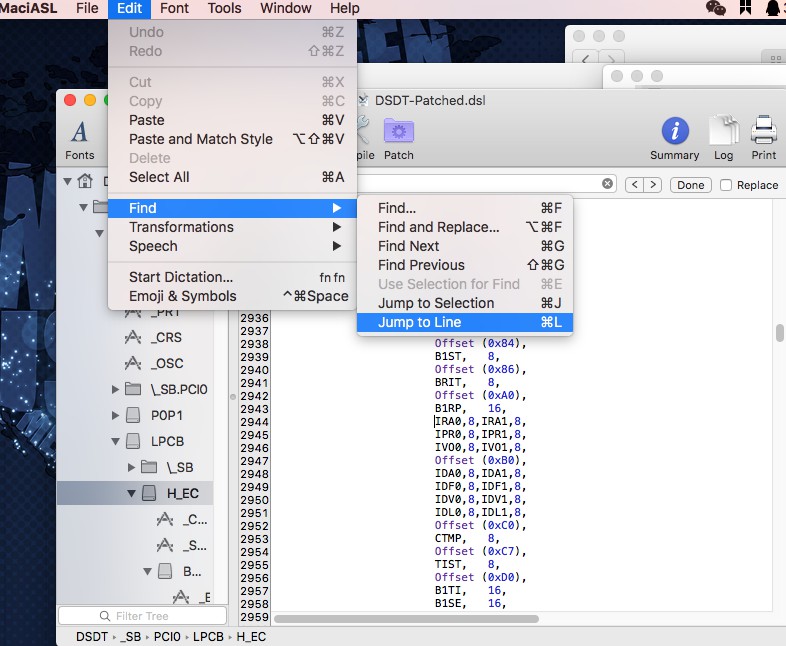 MaciASL File Edit Font Tools Window Help
Undo ⌘Z
Redo ⇧⌘Z
Cut ⌘X
Copy ⌘C
Paste ⌘V
Paste and Match Style ⌥⇧⌘V
Delete
Select All ⌘A
Find
Transformations
Speech
Start Dictation... fn fn
Emoji & Symbols ^⌘Space
DSDT-Patched.dsl
Fonts
pile
Patch
Summary
Log
Print
Done
Replace
Find... ⌘F
Find and Replace... ⌥⌘F
Find Next ⌘G
Find Previous ⇧⌘G
Use Selection for Find ⌘E
Jump to Selection ⌘J
Jump to Line ⌘L
_PRT
_CRS
_OSC
\_SB.PCI0
P0P1
LPCB
\_SB
H_EC
_C...
_S...
B...
Filter Tree
2936
2937
2938 Offset (0x84),
2939 B1ST, 8,
2940 Offset (0x86),
2941 BRIT, 8,
2942 Offset (0xA0),
2943 B1RP, 16,
2944 IRA0,8,IRA1,8,
2945 IPR0,8,IPR1,8,
2946 IVO0,8,IVO1,8,
2947 Offset (0xB0),
2948 IDA0,8,IDA1,8,
2949 IDF0,8,IDF1,8,
2950 IDV0,8,IDV1,8,
2951 IDL0,8,IDL1,8,
2952 Offset (0xC0),
2953 CTMP, 8,
2954 Offset (0xC7),
2955 TIST, 8,
2956 Offset (0xD0),
2957 B1TI, 16,
2958 B1SE, 16,
2959
DSDT › _SB › PCI0 › LPCB › H_EC